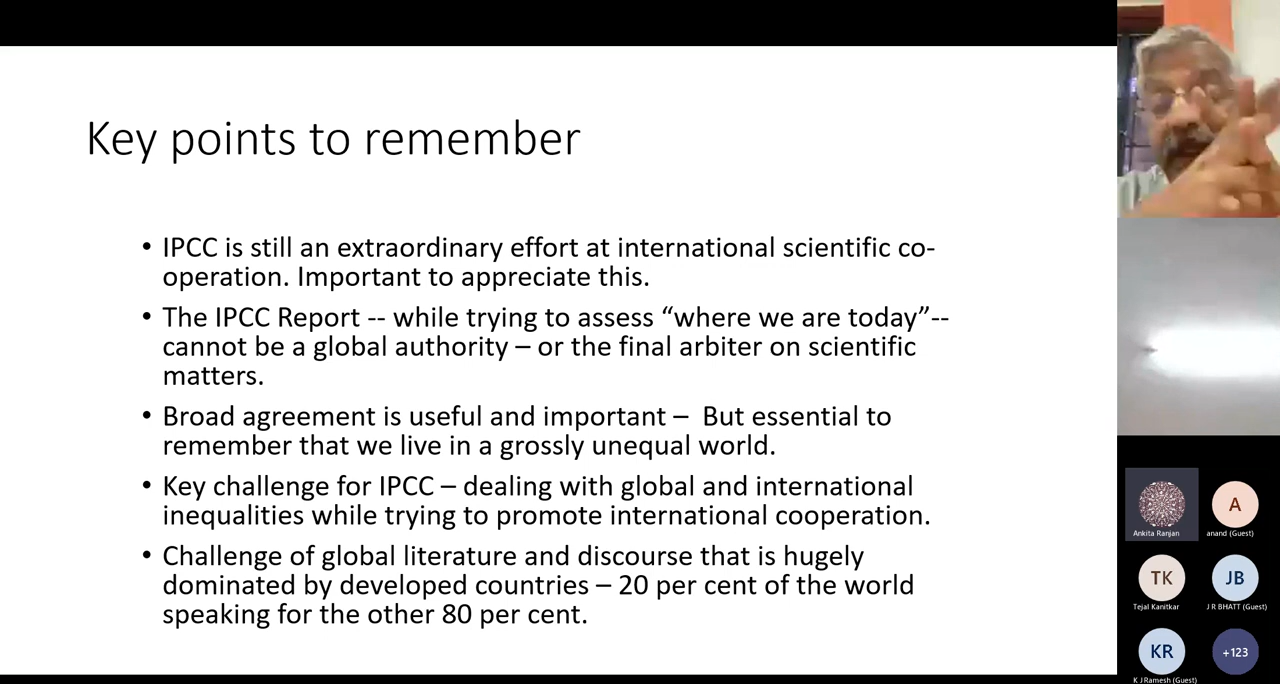 Key points to remember
• IPCC is still an extraordinary effort at international scientific co-
operation. Important to appreciate this.
• The IPCC Report -- while trying to assess “where we are today”--
cannot be a global authority – or the final arbiter on scientific
matters.
• Broad agreement is useful and important –  But essential to
remember that we live in a grossly unequal world.
• Key challenge for IPCC – dealing with global and international
inequalities while trying to promote international cooperation.
• Challenge of global literature and discourse that is hugely
dominated by developed countries – 20 per cent of the world
speaking for the other 80 per cent.
A
Ankita Ranjan
anand (Guest)
TK
JB
Tejal Kanitkar
J R BHATT (Guest)
KR
+123
K J Ramesh (Guest)